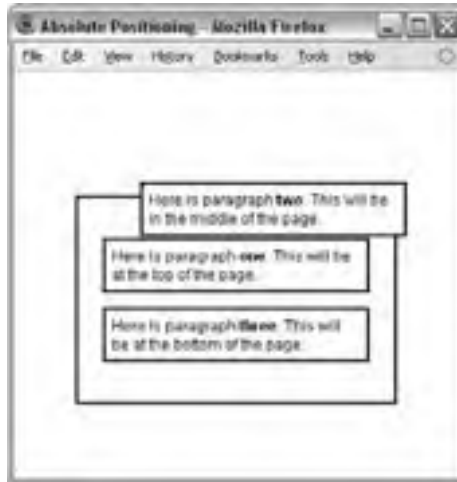 Absolute Positioning - Mozilla Firefox
File Edit View History Bookmarks Tools Help
Here is paragraph two. This will be
in the middle of the page.
Here is paragraph one. This will be
at the top of the page.
Here is paragraph three. This will
be at the bottom of the page.